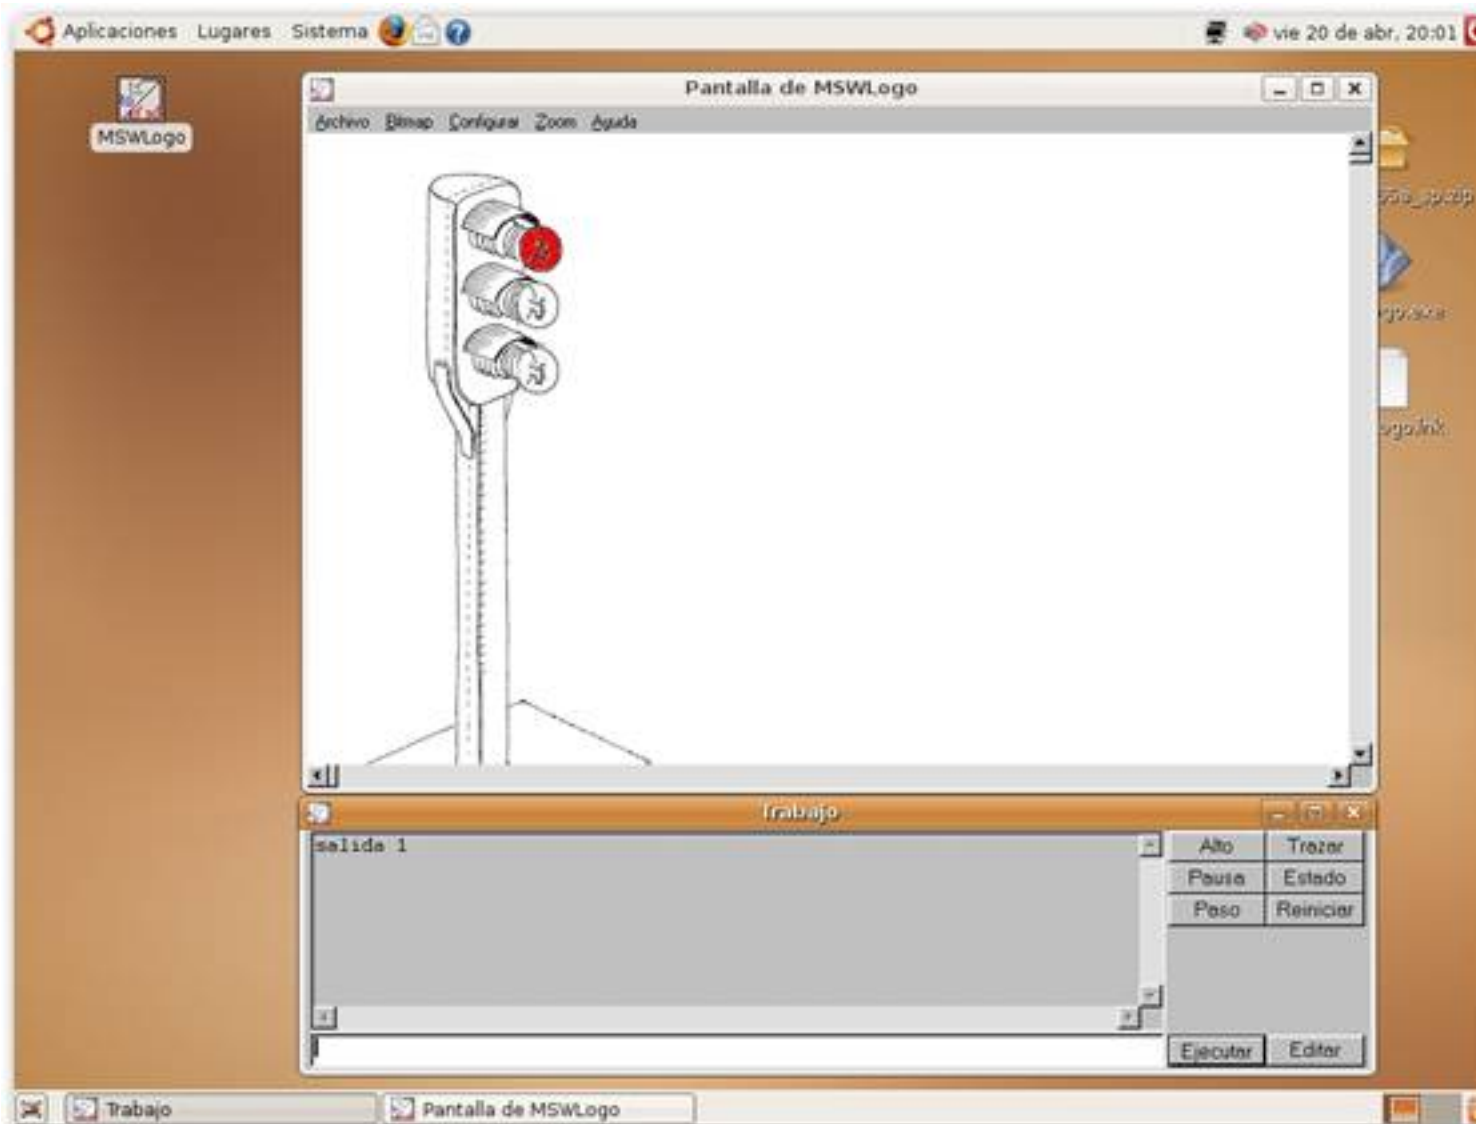 Aplicaciones Lugares Sistema
vie 20 de abr, 20:01
MSWLogo
Pantalla de MSWLogo
Archivo Bitmap Configurar Zoom Ayuda
Trabajo
salida 1
Alto Trazar
Pausa Estado
Paso Reiniciar
Ejecutar Editar
Trabajo
Pantalla de MSWLogo